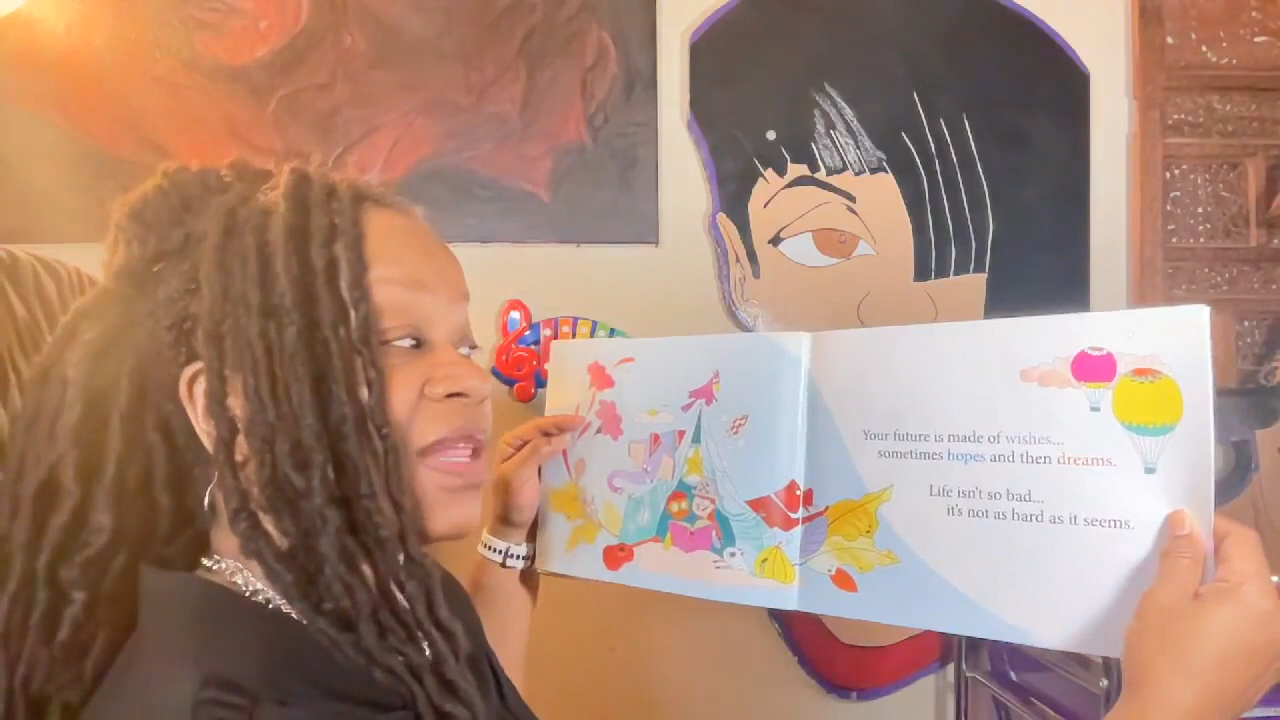 Your future is made of wishes...
sometimes hopes and then dreams.
Life isn't so bad...
it's not as hard as it seems.